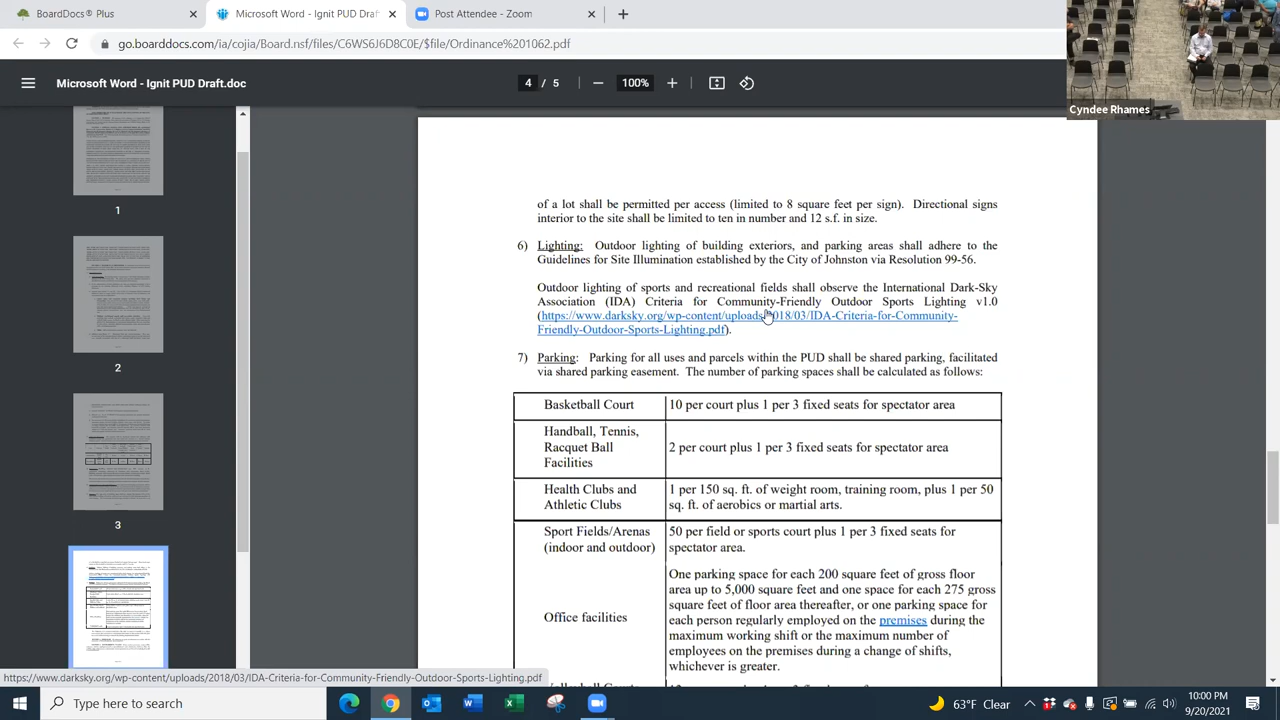 BoardDocs® Plus
Microsoft Word - Ignit PUD Draft
Post Attendee - Zoom
go.boarddocs.com/ia/cojia/Board.nsf/files/C6WS6J6D8C0E/$file/Ordinance%201062.pdf
Microsoft Word - Ignit PUD Draft.doc
4 / 5
100%
Cyndee Rhames
1
2
3
of a lot shall be permitted per access (limited to 8 square feet per sign). Directional signs
interior to the site shall be limited to ten in number and 12 s.f. in size.
6) Lighting: Outdoor lighting of building exteriors, and parking areas shall adhere to the
Guidelines for Site Illumination established by the City of Johnston via Resolution 99-56.
Outdoor lighting of sports and recreational fields shall observe the International Dark-Sky
Association (IDA) Criteria for Community-Friendly Outdoor Sports Lighting v1.0
(https://www.darksky.org/wp-content/uploads/2018/03/IDA-Criteria-for-Community-
Friendly-Outdoor-Sports-Lighting.pdf).
7) Parking: Parking for all uses and parcels within the PUD shall be shared parking, facilitated
via shared parking easement. The number of parking spaces shall be calculated as follows:
Basketball Court
10 per court plus 1 per 3 fixed seats for spectator area
Handball, Tennis,
Racquet Ball
Facilities
2 per court plus 1 per 3 fixed seats for spectator area
Health Clubs and
Athletic Clubs
1 per 150 sq. ft. of weight room, training room, plus 1 per 50
sq. ft. of aerobics or martial arts.
Sport Fields/Arenas
(indoor and outdoor)
50 per field or sports court plus 1 per 3 fixed seats for
spectator area.
Office facilities
One parking space for each 200 square feet of gross floor
area up to 5,000 square feet and one space for each 275 gross
square feet of floor area thereafter, or one parking space for
each person regularly employed on the premises during the
maximum working shift or the maximum number of
employees on the premises during a change of shifts,
whichever is greater.
https://www.darksky.org/wp-content/uploads/2018/03/IDA-Criteria-for-Community-Friendly-Outdoor-Sports-Lighting.pdf
Type here to search
63°F Clear
10:00 PM
9/20/2021